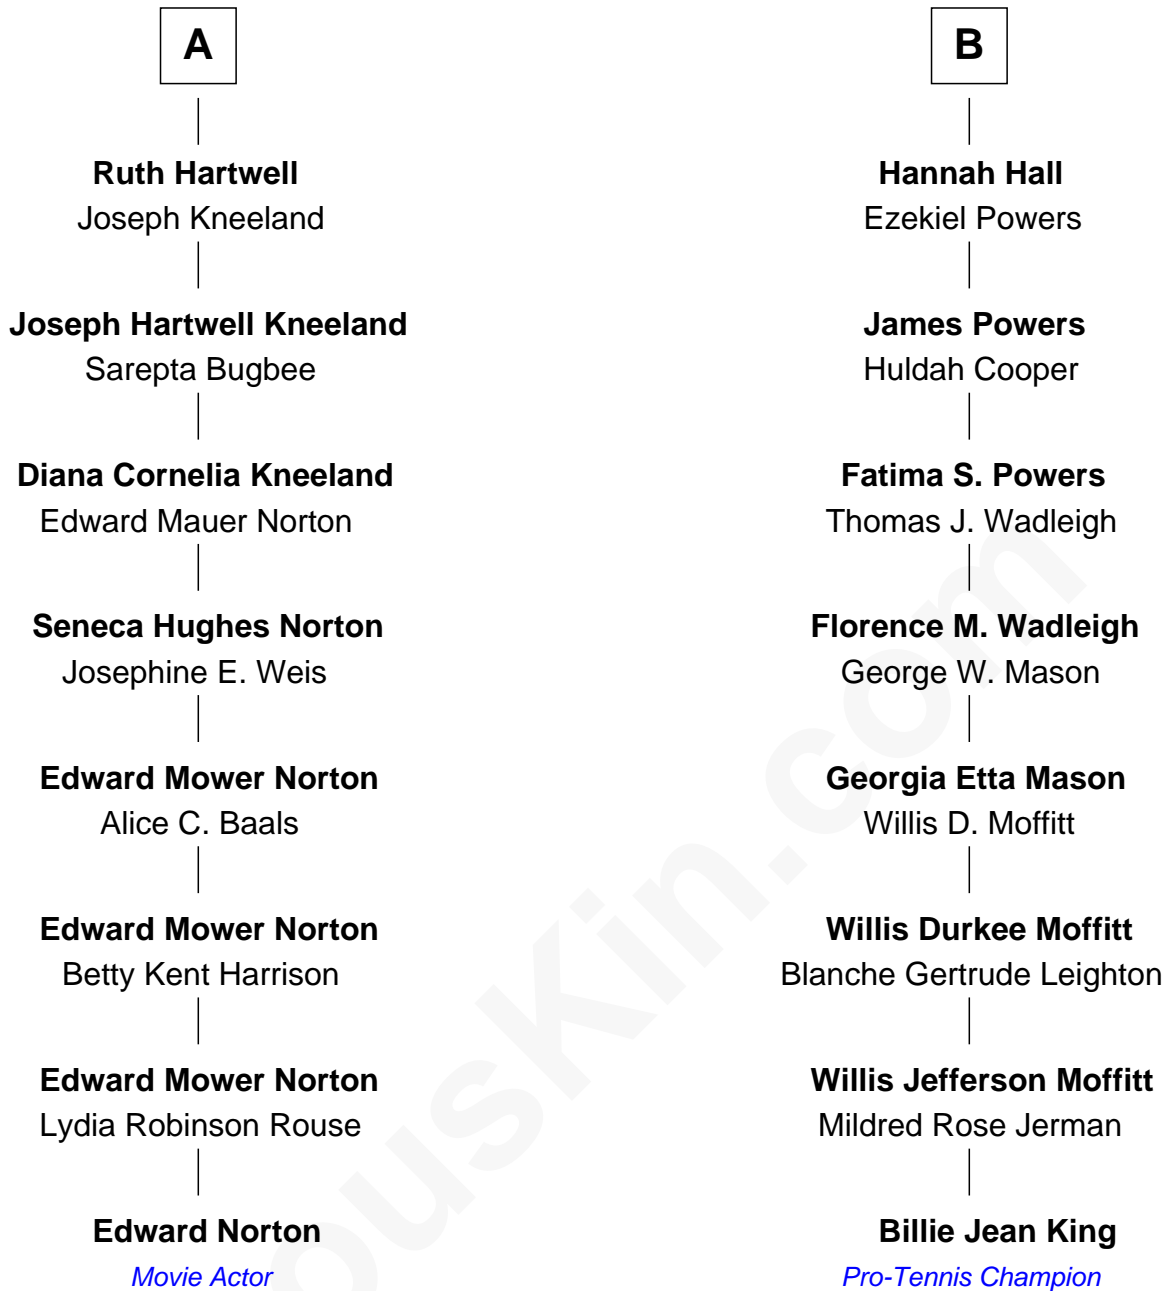 A
B
Ruth Hartwell
Joseph Kneeland
Hannah Hall
Ezekiel Powers
Joseph Hartwell Kneeland
Sarepta Bugbee
James Powers
Huldah Cooper
Diana Cornelia Kneeland
Edward Mauer Norton
Fatima S. Powers
Thomas J. Wadleigh
Seneca Hughes Norton
Josephine E. Weis
Florence M. Wadleigh
George W. Mason
Edward Mower Norton
Alice C. Baals
Georgia Etta Mason
Willis D. Moffitt
Edward Mower Norton
Betty Kent Harrison
Willis Durkee Moffitt
Blanche Gertrude Leighton
Edward Mower Norton
Lydia Robinson Rouse
Willis Jefferson Moffitt
Mildred Rose Jerman
Edward Norton
Movie Actor
Billie Jean King
Pro-Tennis Champion
ouskin.com